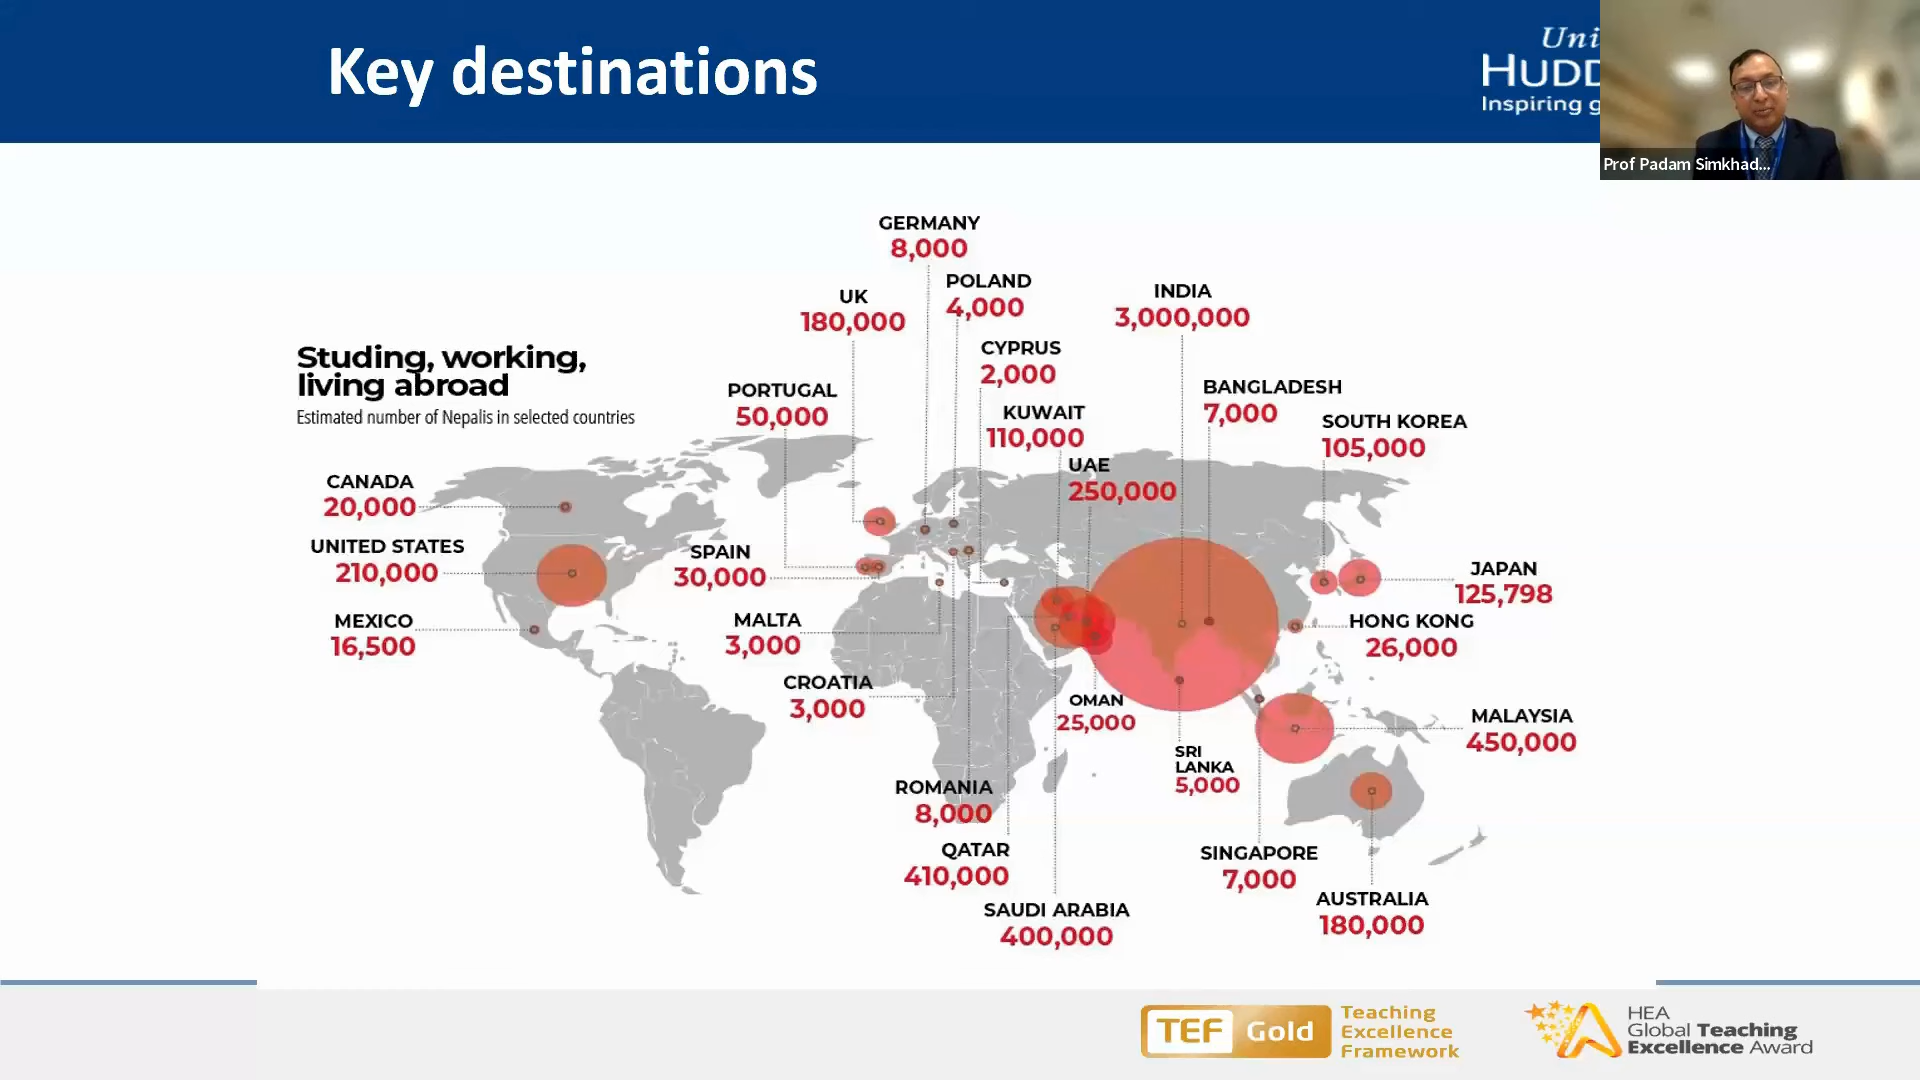 Key destinations
Uni
HUDD
Inspiring g
Prof Padam Simkhad...
Studing, working,
living abroad
Estimated number of Nepalis in selected countries
GERMANY
8,000
POLAND
4,000
UK
180,000
INDIA
3,000,000
CYPRUS
2,000
PORTUGAL
50,000
KUWAIT
110,000
BANGLADESH
7,000
SOUTH KOREA
105,000
UAE
250,000
CANADA
20,000
UNITED STATES
210,000
SPAIN
30,000
JAPAN
125,798
MEXICO
16,500
MALTA
3,000
HONG KONG
26,000
CROATIA
3,000
OMAN
25,000
MALAYSIA
450,000
SRI
LANKA
5,000
ROMANIA
8,000
QATAR
410,000
SINGAPORE
7,000
SAUDI ARABIA
400,000
AUSTRALIA
180,000
TEF Gold
Teaching
Excellence
Framework
HEA
Global Teaching
Excellence Award